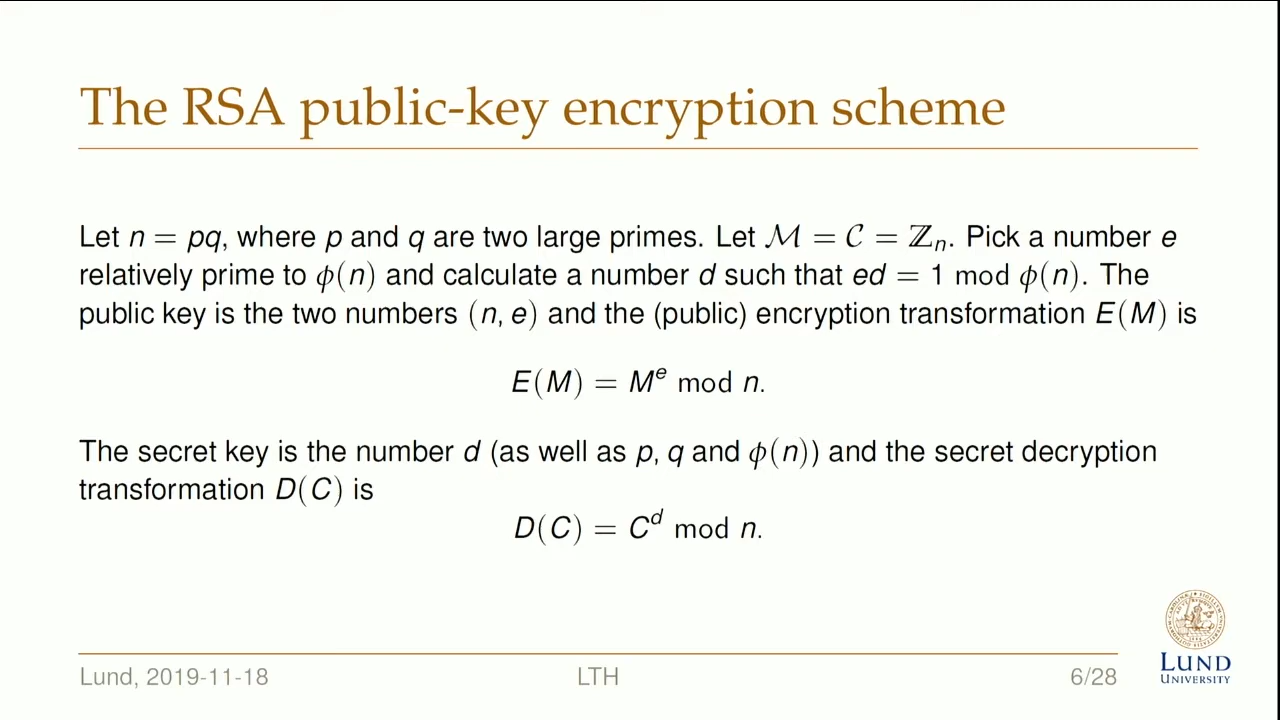 The RSA public-key encryption scheme
Let n = pq, where p and q are two large primes. Let ℳ = 𝒞 = ℤₙ. Pick a number e
relatively prime to ϕ(n) and calculate a number d such that ed = 1 mod ϕ(n). The
public key is the two numbers (n, e) and the (public) encryption transformation E(M) is
E(M) = Mᵉ mod n.
The secret key is the number d (as well as p, q and ϕ(n)) and the secret decryption
transformation D(C) is
D(C) = Cᵈ mod n.
LUND
UNIVERSITY
Lund, 2019-11-18 LTH 6/28